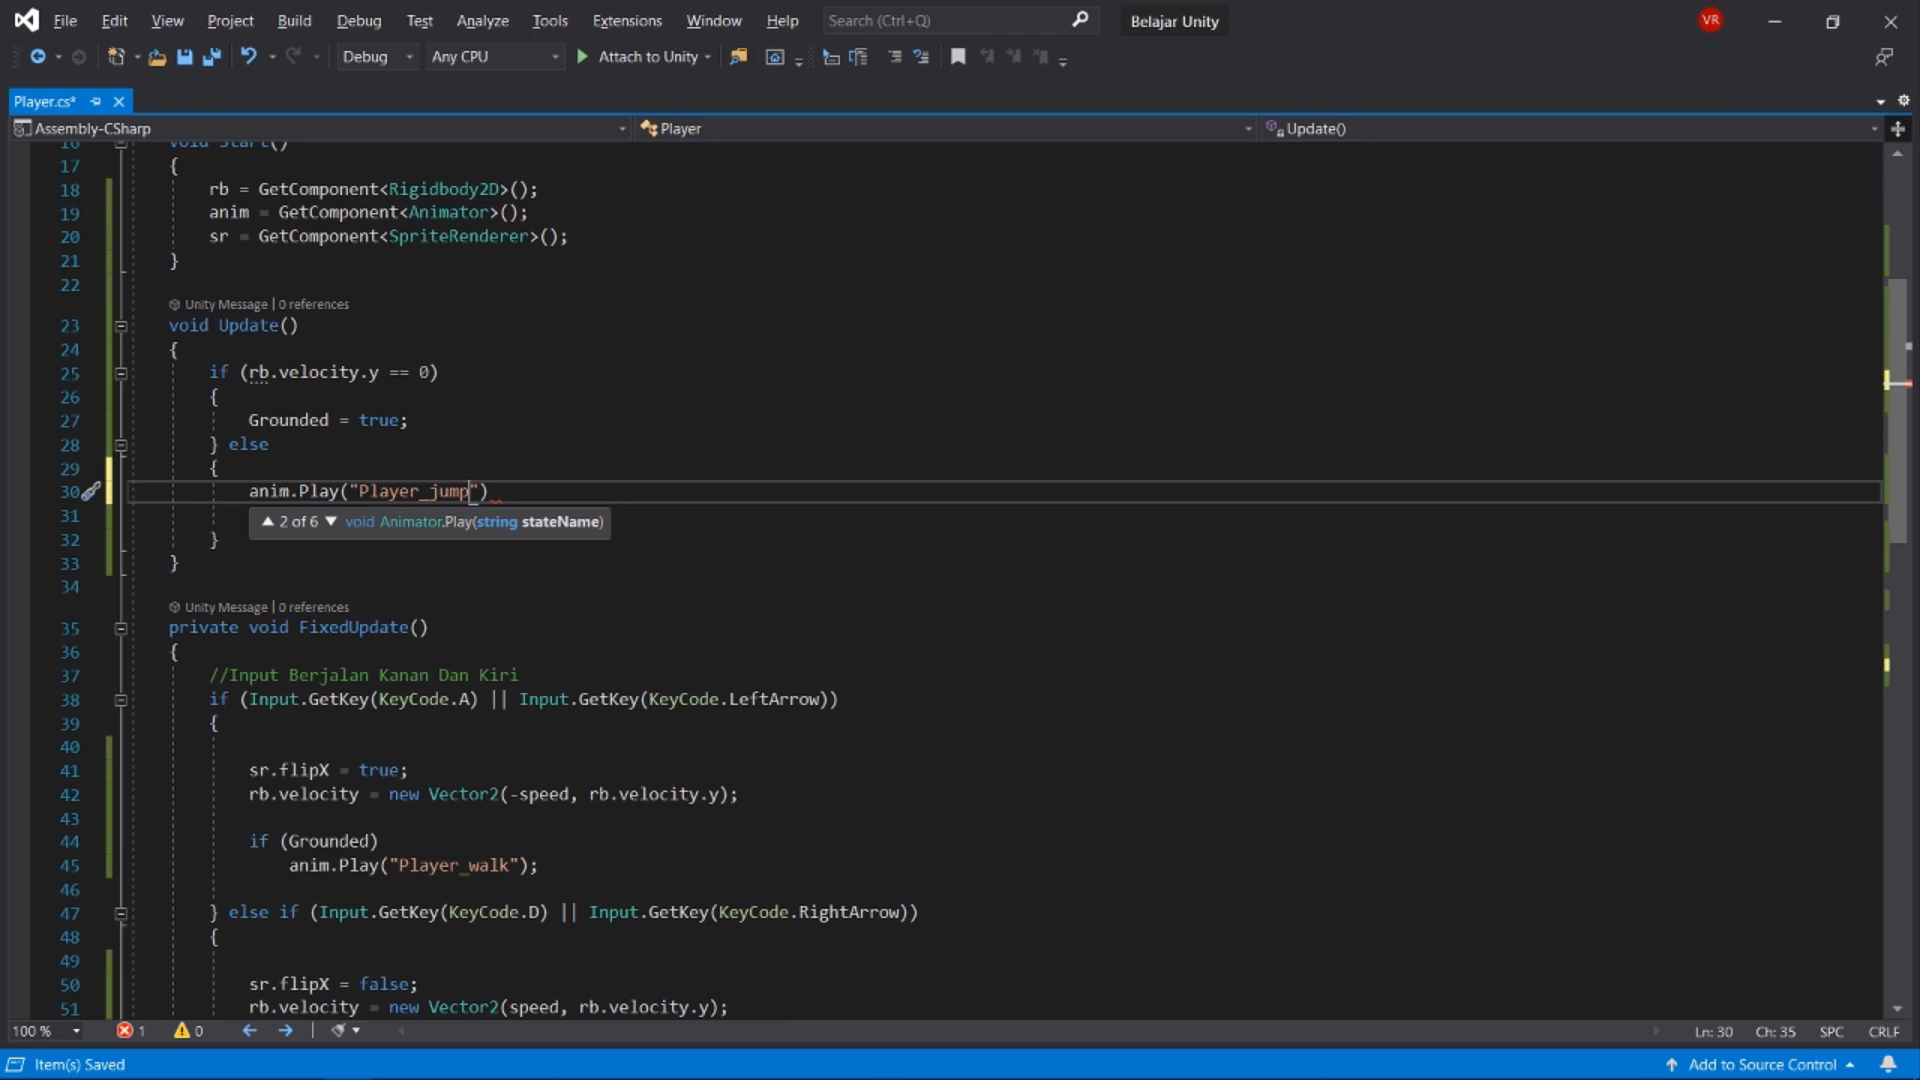 File Edit View Project Build Debug Test Analyze Tools Extensions Window Help Search (Ctrl+Q) Belajar Unity VR
Debug Any CPU Attach to Unity
Player.cs*
Assembly-CSharp Player Update()
16 void Start()
17 {
18 rb = GetComponent<Rigidbody2D>();
19 anim = GetComponent<Animator>();
20 sr = GetComponent<SpriteRenderer>();
21 }
22
Unity Message | 0 references
23 void Update()
24 {
25 if (rb.velocity.y == 0)
26 {
27 Grounded = true;
28 } else
29 {
30 anim.Play("Player_jump")
31 ▲ 2 of 6 ▼ void Animator.Play(string stateName)
32 }
33 }
34
Unity Message | 0 references
35 private void FixedUpdate()
36 {
37 //Input Berjalan Kanan Dan Kiri
38 if (Input.GetKey(KeyCode.A) || Input.GetKey(KeyCode.LeftArrow))
39 {
40
41 sr.flipX = true;
42 rb.velocity = new Vector2(-speed, rb.velocity.y);
43
44 if (Grounded)
45 anim.Play("Player_walk");
46
47 } else if (Input.GetKey(KeyCode.D) || Input.GetKey(KeyCode.RightArrow))
48 {
49
50 sr.flipX = false;
51 rb.velocity = new Vector2(speed, rb.velocity.y);
100 % 1 0 Ln: 30 Ch: 35 SPC CRLF
Item(s) Saved Add to Source Control